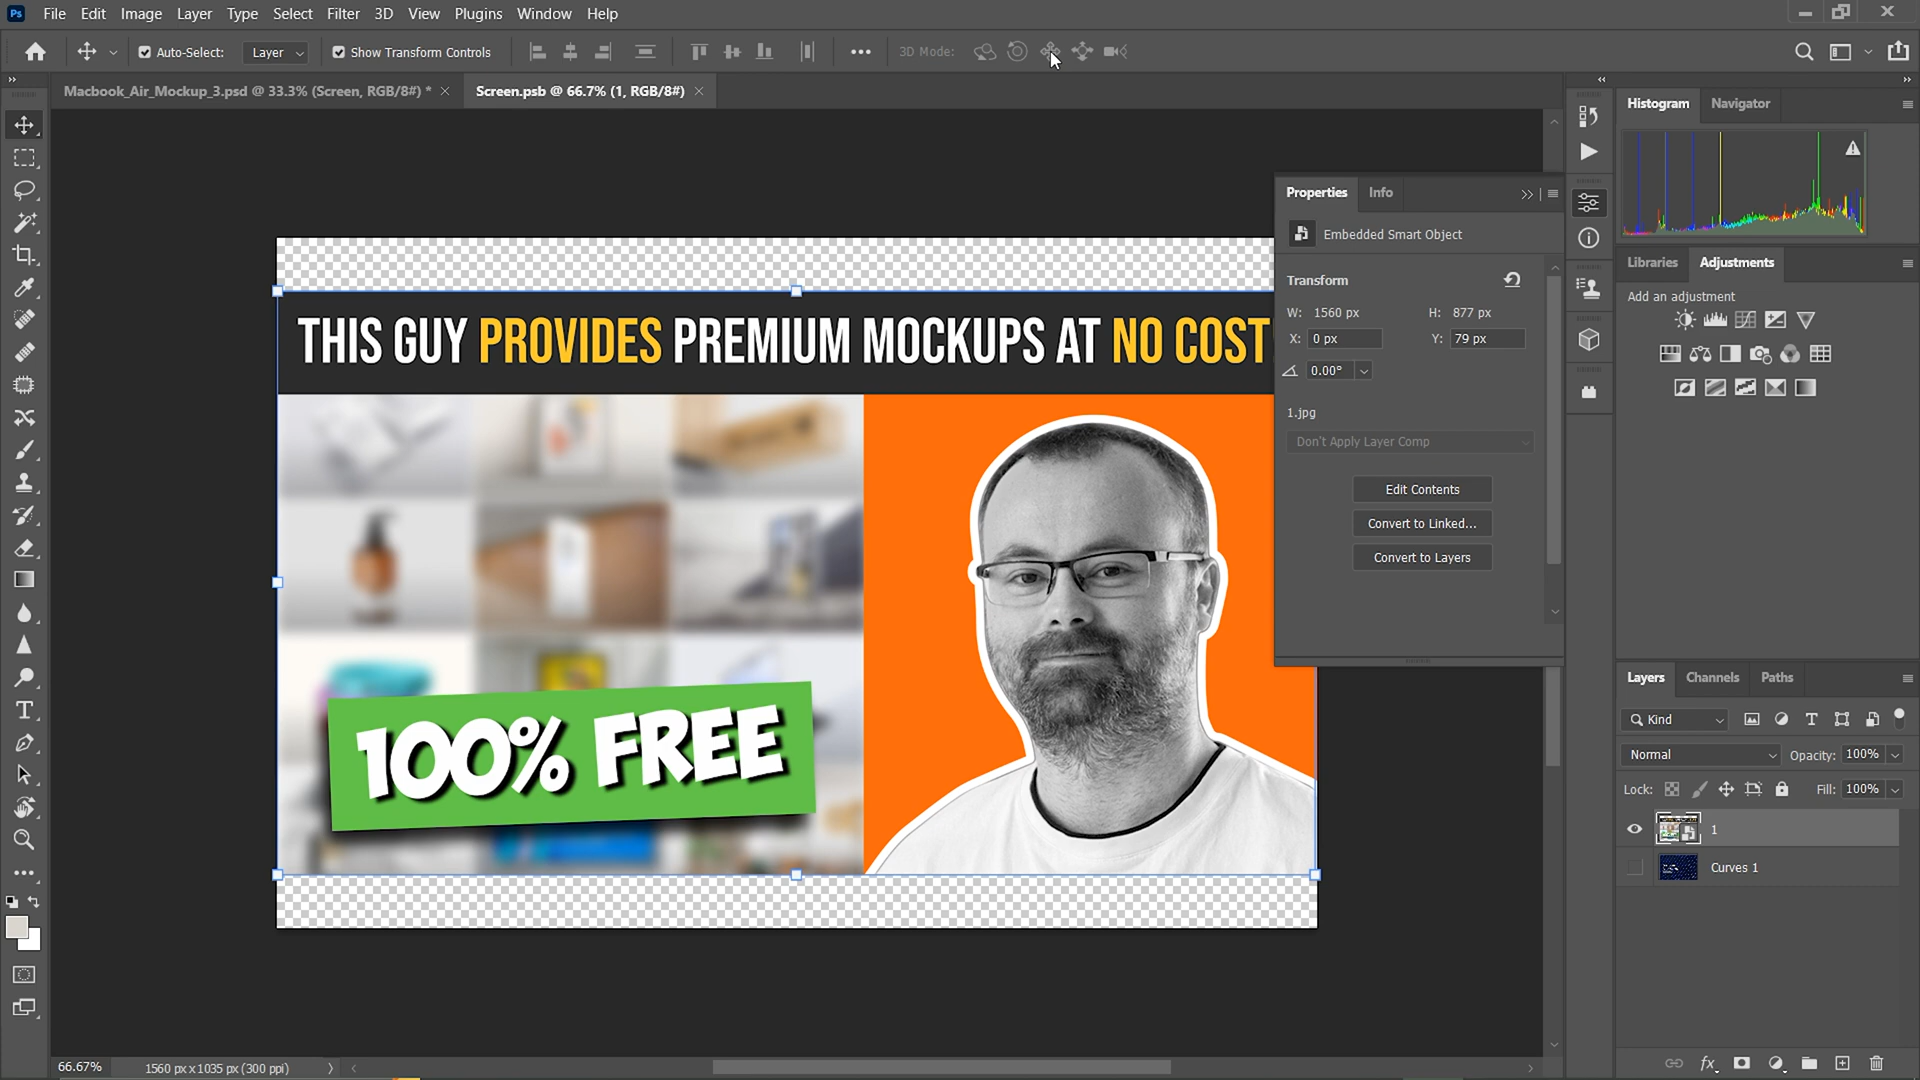 Ps File Edit Image Layer Type Select Filter 3D View Plugins Window Help
Auto-Select: Layer Show Transform Controls 3D Mode:
Macbook_Air_Mockup_3.psd @ 33.3% (Screen, RGB/8#) * Screen.psb @ 66.7% (1, RGB/8#)
Histogram Navigator
Properties Info
Embedded Smart Object
Transform
W: 1560 px H: 877 px
X: 0 px Y: 79 px
0.00°
1.jpg
Don't Apply Layer Comp
Edit Contents
Convert to Linked...
Convert to Layers
Libraries Adjustments
Add an adjustment
THIS GUY PROVIDES PREMIUM MOCKUPS AT NO COST
100% FREE
Layers Channels Paths
Kind
Normal Opacity: 100%
Lock: Fill: 100%
1
Curves 1
66.67% 1560 px x 1035 px (300 ppi)